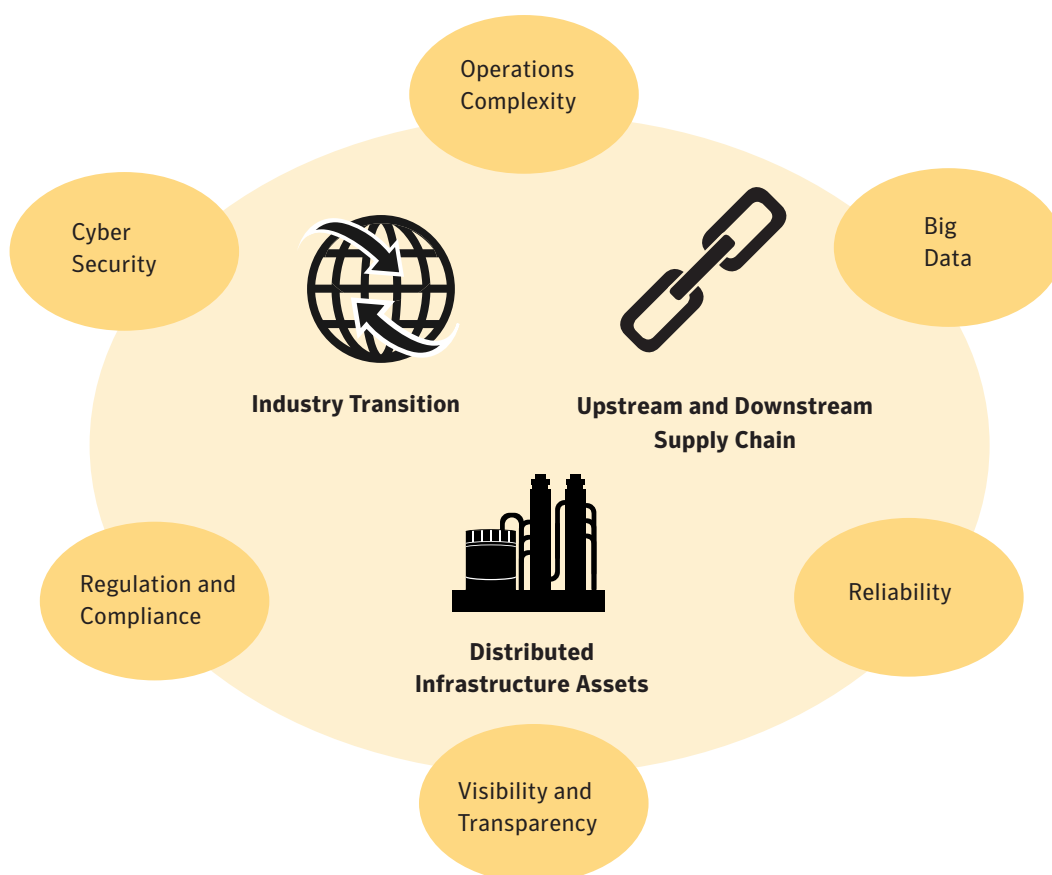 Operations
Complexity
Cyber
Security
Big
Data
Industry Transition
Upstream and Downstream
Supply Chain
Regulation and
Compliance
Reliability
Distributed
Infrastructure Assets
Visibility and
Transparency